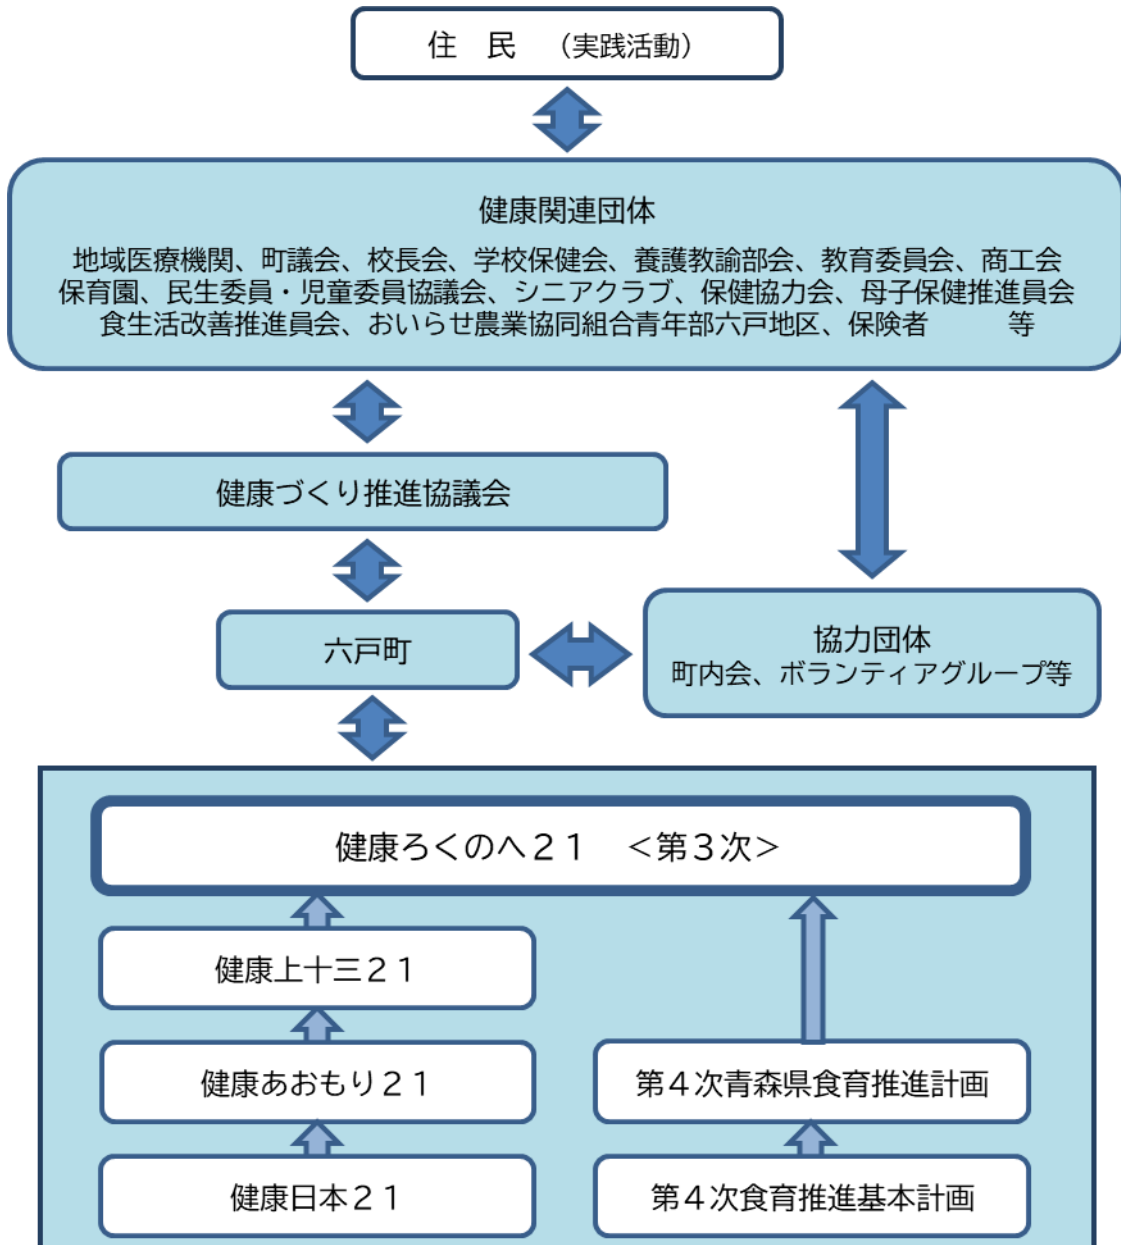 住　民　（実践活動）
健康関連団体
地域医療機関、町議会、校長会、学校保健会、養護教諭部会、教育委員会、商工会
保育園、民生委員・児童委員協議会、シニアクラブ、保健協力会、母子保健推進員会
食生活改善推進員会、おいらせ農業協同組合青年部六戸地区、保険者　　　等
健康づくり推進協議会
六戸町
協力団体
町内会、ボランティアグループ等
健康ろくのへ２１　＜第３次＞
健康上十三２１
健康あおもり２１
第４次青森県食育推進計画
健康日本２１
第４次食育推進基本計画